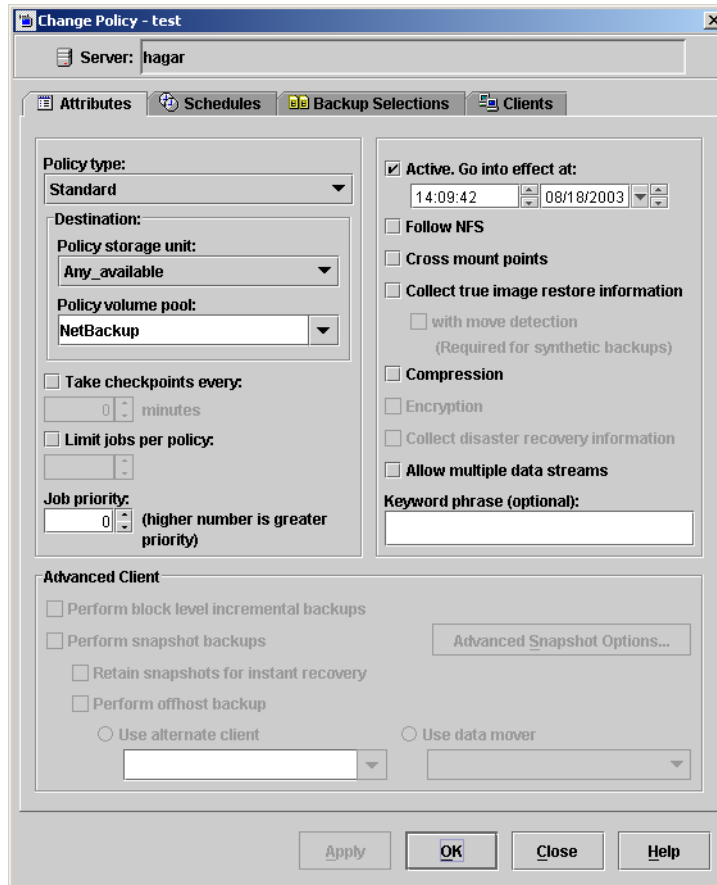 Change Policy - test
Server: hagar
Attributes
Schedules
Backup Selections
Clients
Policy type:
Standard
Destination:
Policy storage unit:
Any_available
Policy volume pool:
NetBackup
Take checkpoints every:
0 minutes
Limit jobs per policy:
Job priority:
0 (higher number is greater
priority)
Active. Go into effect at:
14:09:42 08/18/2003
Follow NFS
Cross mount points
Collect true image restore information
with move detection
(Required for synthetic backups)
Compression
Encryption
Collect disaster recovery information
Allow multiple data streams
Keyword phrase (optional):
Advanced Client
Perform block level incremental backups
Perform snapshot backups
Advanced Snapshot Options...
Retain snapshots for instant recovery
Perform offhost backup
Use alternate client
Use data mover
Apply
OK
Close
Help